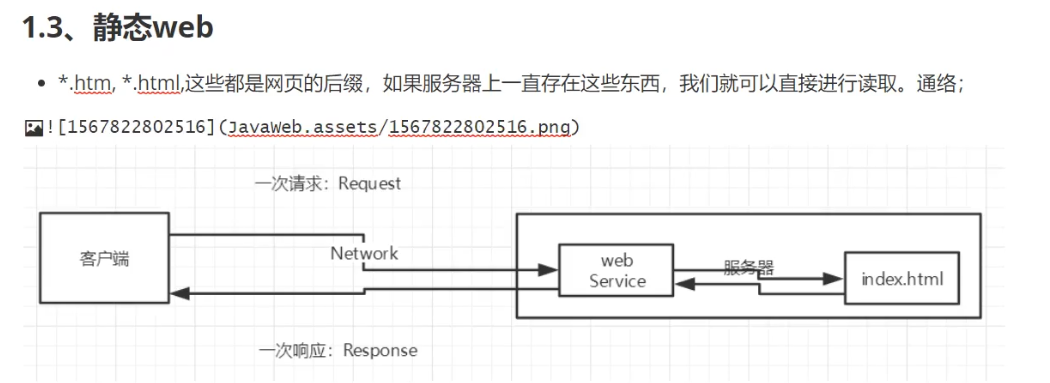 1.3、静态web
• *.htm, *.html,这些都是网页的后缀，如果服务器上一直存在这些东西，我们就可以直接进行读取。通络；
![1567822802516](JavaWeb.assets/1567822802516.png)
一次请求：Request
客户端
Network
web
Service
服务器
index.html
一次响应：Response